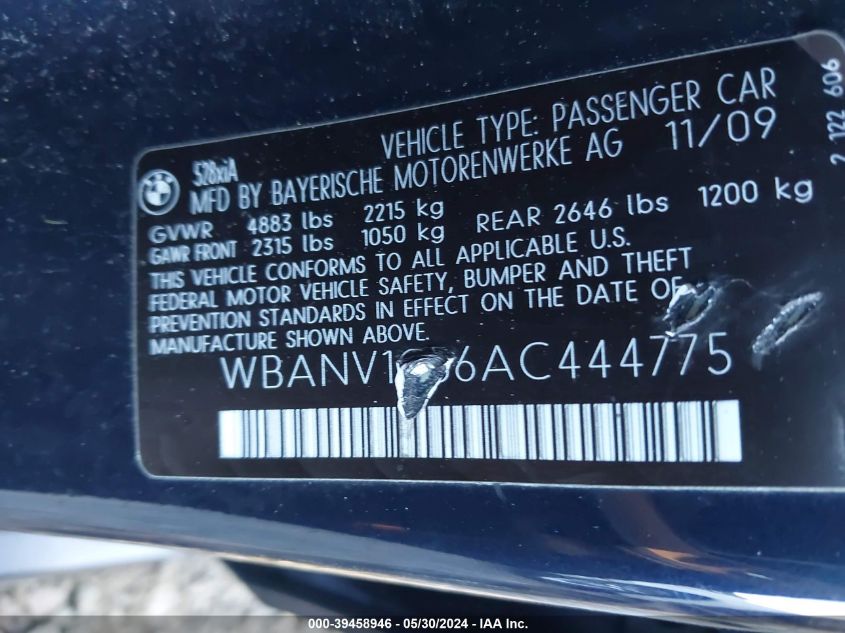 528xiA
VEHICLE TYPE: PASSENGER CAR
MFD BY BAYERISCHE MOTORENWERKE AG 11/09
GVWR 4883 lbs 2215 kg
GAWR FRONT 2315 lbs 1050 kg REAR 2646 lbs 1200 kg
THIS VEHICLE CONFORMS TO ALL APPLICABLE U.S.
FEDERAL MOTOR VEHICLE SAFETY, BUMPER AND THEFT
PREVENTION STANDARDS IN EFFECT ON THE DATE OF
MANUFACTURE SHOWN ABOVE.
2 122 606
BMW
000-39458946 / 05/30/2024 - IAA Inc.